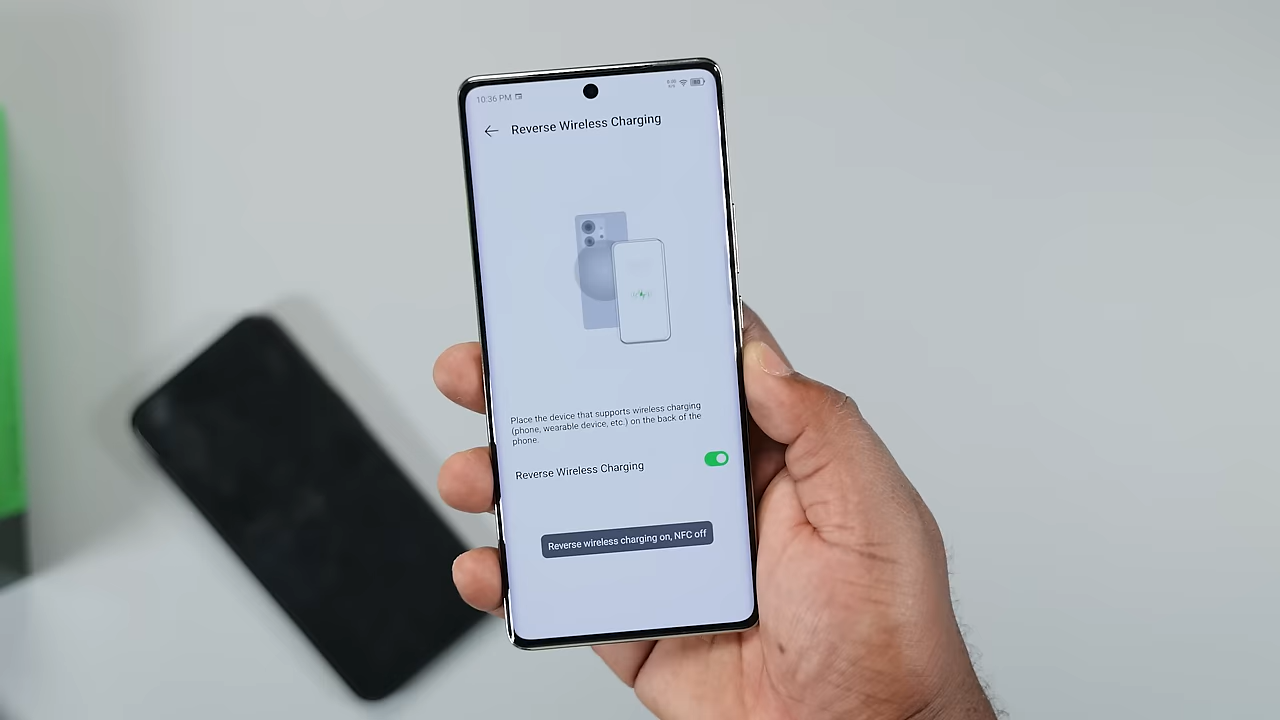 10:36 PM
Reverse Wireless Charging
Place the device that supports wireless charging
(phone, wearable device, etc.) on the back of the
phone.
Reverse Wireless Charging
Reverse wireless charging on, NFC off